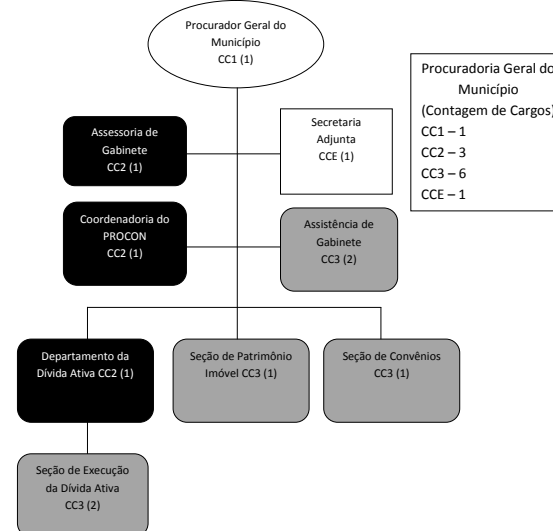 Procurador Geral do
Município
CC1 (1)
Procuradoria Geral do
Município
(Contagem de Cargos)
CC1 – 1
CC2 – 3
CC3 – 6
CCE – 1
Assessoria de
Gabinete
CC2 (1)
Secretaria
Adjunta
CCE (1)
Coordenadoria do
PROCON
CC2 (1)
Assistência de
Gabinete
CC3 (2)
Departamento da
Dívida Ativa CC2 (1)
Seção de Patrimônio
Imóvel CC3 (1)
Seção de Convênios
CC3 (1)
Seção de Execução
da Dívida Ativa
CC3 (2)